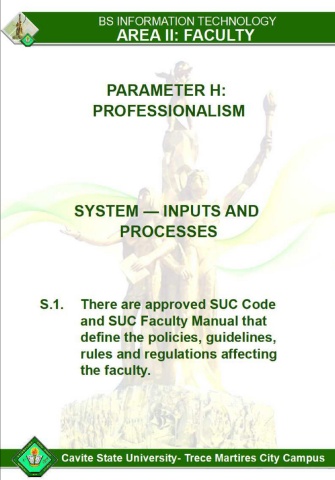 BS INFORMATION TECHNOLOGY
AREA II: FACULTY
PARAMETER H:
PROFESSIONALISM
SYSTEM — INPUTS AND
PROCESSES
S.1. There are approved SUC Code
and SUC Faculty Manual that
define the policies, guidelines,
rules and regulations affecting
the faculty.
Cavite State University- Trece Martires City Campus